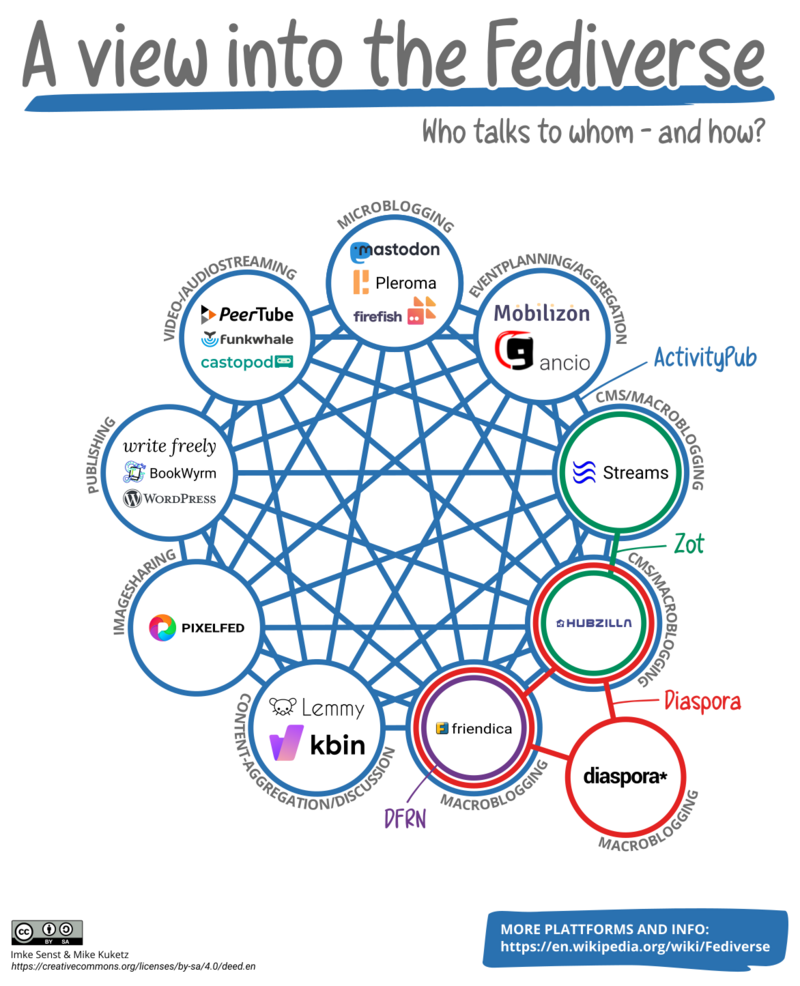 A view into the Fediverse
Who talks to whom - and how?
MICROBLOGGING
mastodon
Pleroma
firefish
VIDEO-/AUDIOSTREAMING
PeerTube
Funkwhale
castopod
EVENTPLANNING/AGGREGATION
Mobilizon
gancio
ActivityPub
PUBLISHING
write freely
BookWyrm
WORDPRESS
CMS/MACROBLOGGING
Streams
Zot
IMAGESHARING
PIXELFED
CMS/MACROBLOGGING
HUBZILLA
CONTENT-AGGREGATION/DISCUSSION
Lemmy
kbin
friendica
MACROBLOGGING
DFRN
Diaspora
diaspora*
MACROBLOGGING
cc BY SA
Imke Senst & Mike Kuketz
https://creativecommons.org/licenses/by-sa/4.0/deed.en
MORE PLATTFORMS AND INFO:
https://en.wikipedia.org/wiki/Fediverse